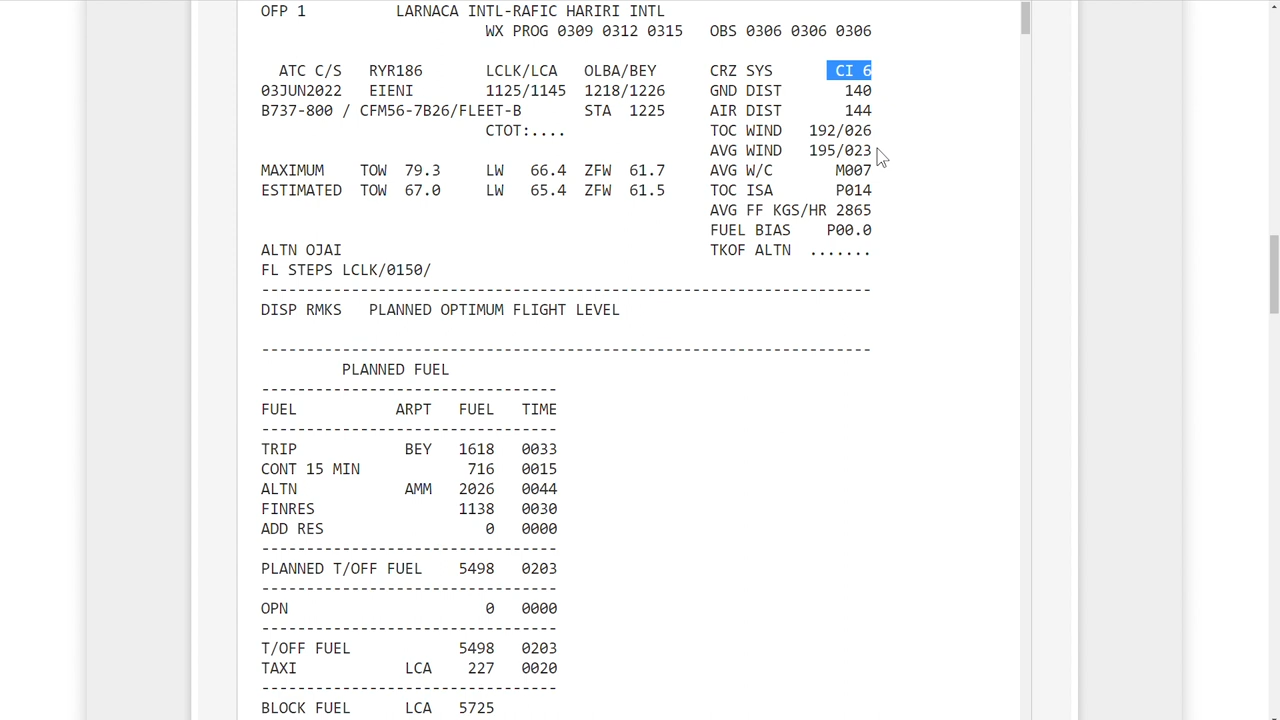 OFP 1 LARNACA INTL-RAFIC HARIRI INTL
WX PROG 0309 0312 0315 OBS 0306 0306 0306
ATC C/S RYR186 LCLK/LCA OLBA/BEY CRZ SYS CI 6
03JUN2022 EIENI 1125/1145 1218/1226 GND DIST 140
B737-800 / CFM56-7B26/FLEET-B STA 1225 AIR DIST 144
CTOT:.... TOC WIND 192/026
AVG WIND 195/023
MAXIMUM TOW 79.3 LW 66.4 ZFW 61.7 AVG W/C M007
ESTIMATED TOW 67.0 LW 65.4 ZFW 61.5 TOC ISA P014
AVG FF KGS/HR 2865
FUEL BIAS P00.0
ALTN OJAI TKOF ALTN .......
FL STEPS LCLK/0150/
--------------------------------------------------------------------
DISP RMKS PLANNED OPTIMUM FLIGHT LEVEL
--------------------------------------------------------------------
PLANNED FUEL
---------------------------------
FUEL ARPT FUEL TIME
---------------------------------
TRIP BEY 1618 0033
CONT 15 MIN 716 0015
ALTN AMM 2026 0044
FINRES 1138 0030
ADD RES 0 0000
---------------------------------
PLANNED T/OFF FUEL 5498 0203
---------------------------------
OPN 0 0000
---------------------------------
T/OFF FUEL 5498 0203
TAXI LCA 227 0020
---------------------------------
BLOCK FUEL LCA 5725